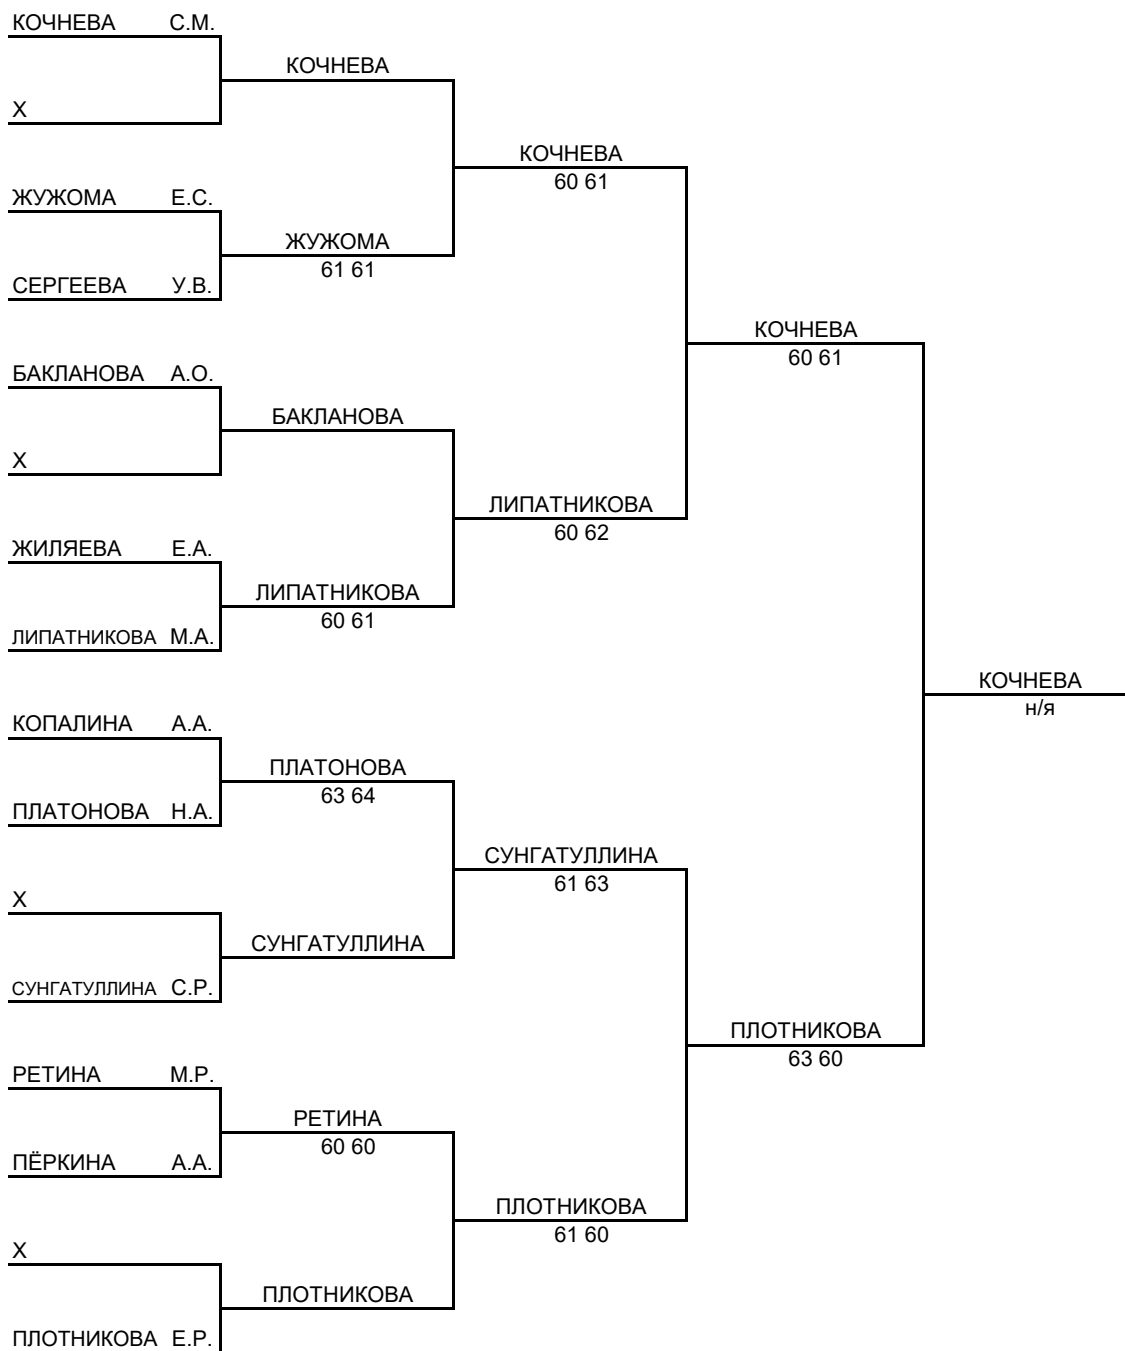 КОЧНЕВА С.М.
КОЧНЕВА
Х
КОЧНЕВА
60 61
ЖУЖОМА Е.С.
ЖУЖОМА
61 61
СЕРГЕЕВА У.В.
КОЧНЕВА
60 61
БАКЛАНОВА А.О.
БАКЛАНОВА
Х
ЛИПАТНИКОВА
60 62
ЖИЛЯЕВА Е.А.
ЛИПАТНИКОВА
60 61
ЛИПАТНИКОВА М.А.
КОЧНЕВА
н/я
КОПАЛИНА А.А.
ПЛАТОНОВА
63 64
ПЛАТОНОВА Н.А.
СУНГАТУЛЛИНА
61 63
Х
СУНГАТУЛЛИНА
СУНГАТУЛЛИНА С.Р.
ПЛОТНИКОВА
63 60
РЕТИНА М.Р.
РЕТИНА
60 60
ПЁРКИНА А.А.
ПЛОТНИКОВА
61 60
Х
ПЛОТНИКОВА
ПЛОТНИКОВА Е.Р.